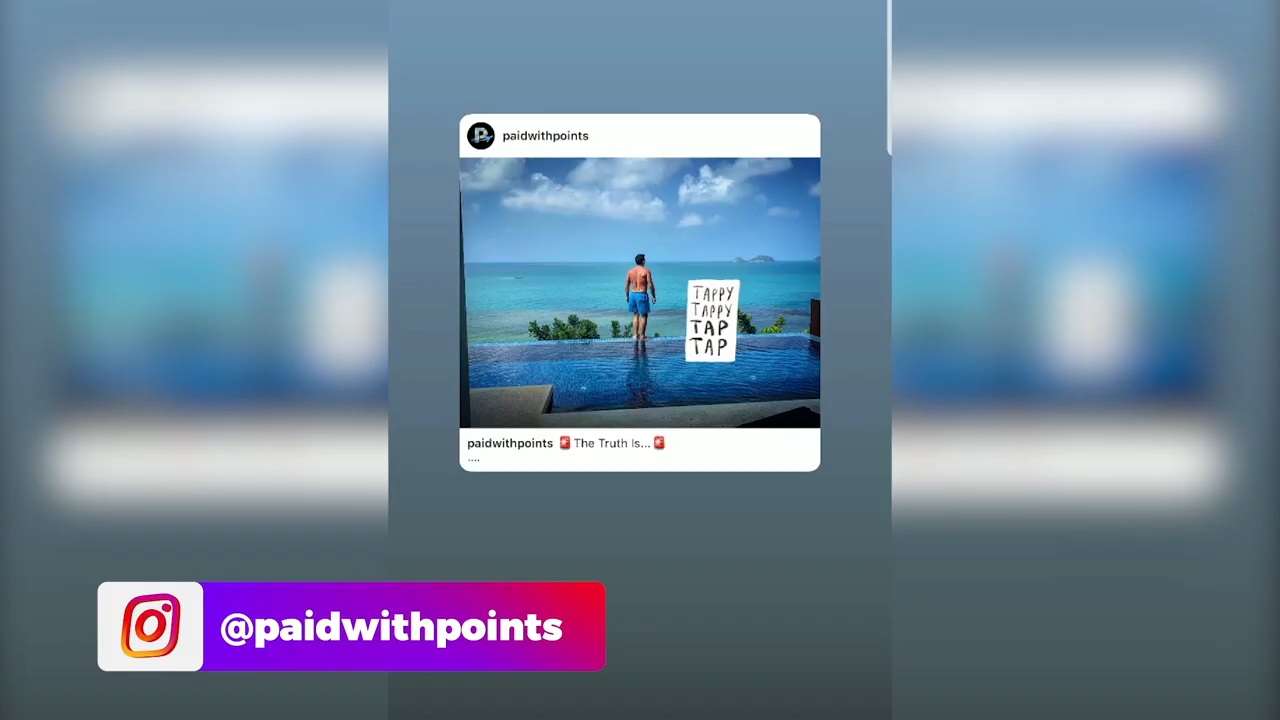 paidwithpoints
TAPPY
TAPPY
TAP
TAP
paidwithpoints 🚨 The Truth Is... 🚨
....
@paidwithpoints